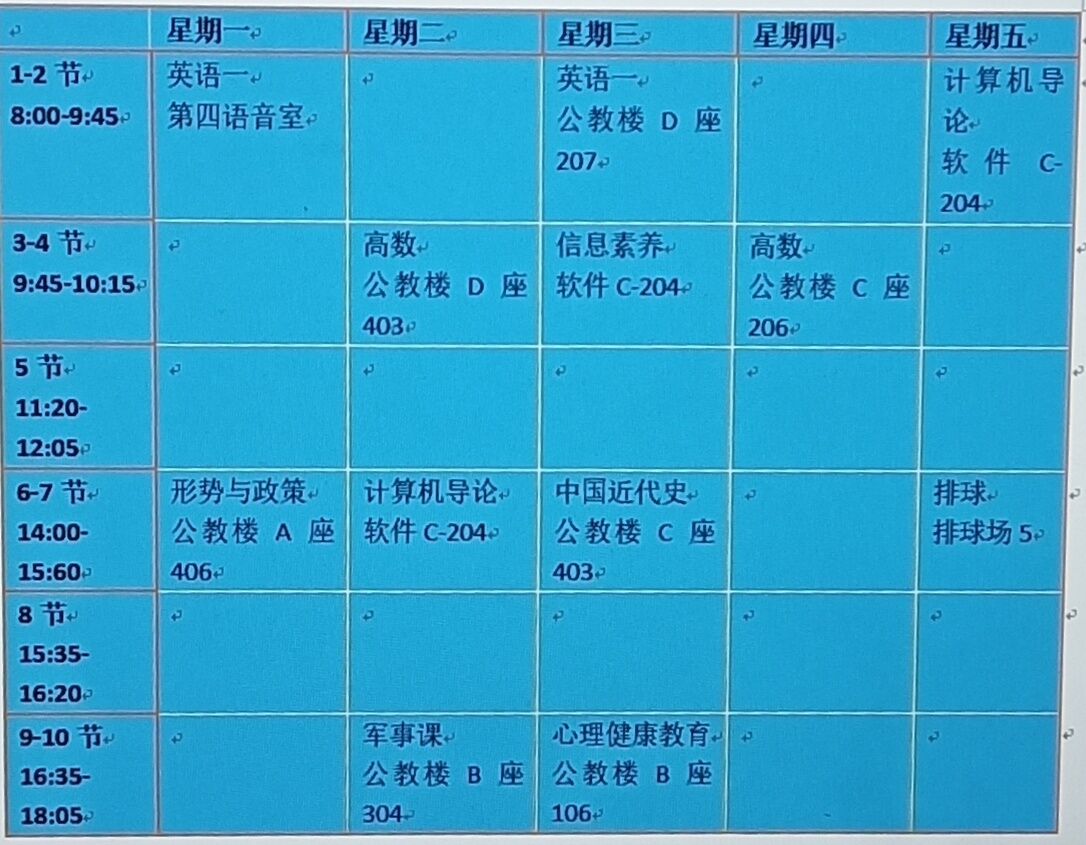 星期一 星期二 星期三 星期四 星期五
1-2 节
8:00-9:45
英语一
第四语音室
英语一
公教楼 D 座
207
计算机导
论
软件 C-
204
3-4 节
9:45-10:15
高数
公教楼 D 座
403
信息素养
软件 C-204
高数
公教楼 C 座
206
5 节
11:20-
12:05
6-7 节
14:00-
15:60
形势与政策
公教楼 A 座
406
计算机导论
软件 C-204
中国近代史
公教楼 C 座
403
排球
排球场 5
8 节
15:35-
16:20
9-10 节
16:35-
18:05
军事课
公教楼 B 座
304
心理健康教育
公教楼 B 座
106